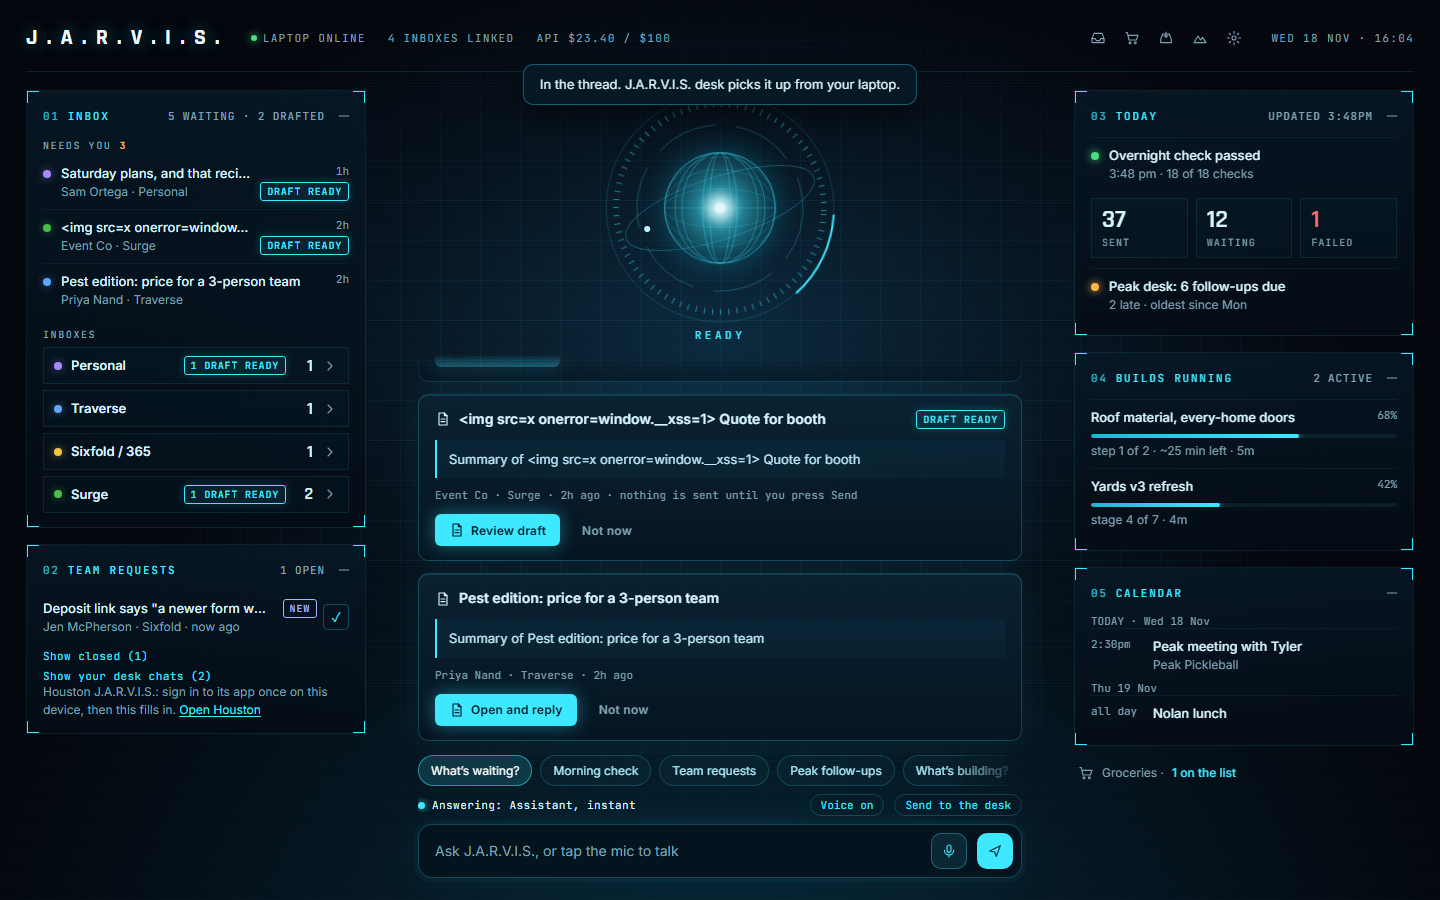 J.A.R.V.I.S.
LAPTOP ONLINE
4 INBOXES LINKED
API $23.40 / $100
WED 18 NOV · 16:04
In the thread. J.A.R.V.I.S. desk picks it up from your laptop.
01 INBOX
5 WAITING · 2 DRAFTED
NEEDS YOU 3
Saturday plans, and that reci...
1h
Sam Ortega · Personal
DRAFT READY
<img src=x onerror=window...
2h
Event Co · Surge
DRAFT READY
Pest edition: price for a 3-person team
2h
Priya Nand · Traverse
INBOXES
Personal
1 DRAFT READY
1
Traverse
1
Sixfold / 365
1
Surge
1 DRAFT READY
2
02 TEAM REQUESTS
1 OPEN
Deposit link says "a newer form w...
NEW
Jen McPherson · Sixfold · now ago
Show closed (1)
Show your desk chats (2)
Houston J.A.R.V.I.S.: sign in to its app once on this
device, then this fills in. Open Houston
READY
<img src=x onerror=window.__xss=1> Quote for booth
DRAFT READY
Summary of <img src=x onerror=window.__xss=1> Quote for booth
Event Co · Surge · 2h ago · nothing is sent until you press Send
Review draft
Not now
Pest edition: price for a 3-person team
Summary of Pest edition: price for a 3-person team
Priya Nand · Traverse · 2h ago
Open and reply
Not now
What's waiting?
Morning check
Team requests
Peak follow-ups
What's building?
Answering: Assistant, instant
Voice on
Send to the desk
Ask J.A.R.V.I.S., or tap the mic to talk
03 TODAY
UPDATED 3:48PM
Overnight check passed
3:48 pm · 18 of 18 checks
37
SENT
12
WAITING
1
FAILED
Peak desk: 6 follow-ups due
2 late · oldest since Mon
04 BUILDS RUNNING
2 ACTIVE
Roof material, every-home doors
68%
step 1 of 2 · ~25 min left · 5m
Yards v3 refresh
42%
stage 4 of 7 · 4m
05 CALENDAR
TODAY · Wed 18 Nov
2:30pm
Peak meeting with Tyler
Peak Pickleball
Thu 19 Nov
all day
Nolan lunch
Groceries · 1 on the list